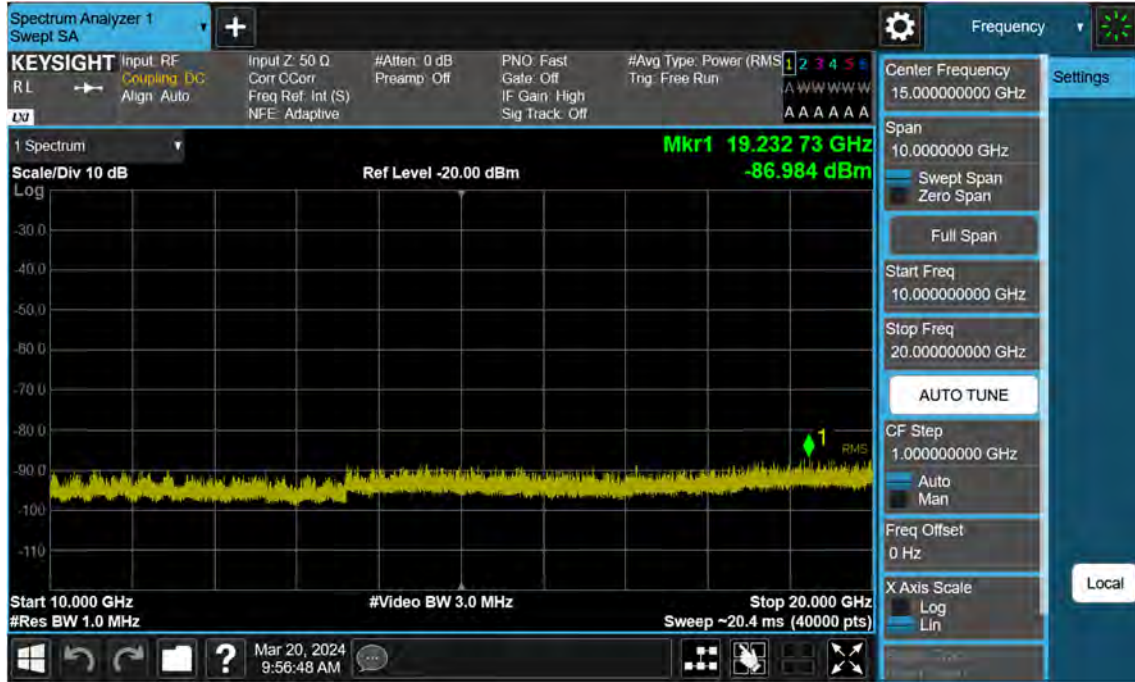 Spectrum Analyzer 1
Swept SA
+
Frequency
KEYSIGHT
R L
LXI
Input: RF
Coupling: DC
Align: Auto
Input Z: 50 Ω
Corr CCorr
Freq Ref: Int (S)
NFE: Adaptive
#Atten: 0 dB
Preamp: Off
PNO: Fast
Gate: Off
IF Gain: High
Sig Track: Off
#Avg Type: Power (RMS
Trig: Free Run
1 2 3 4 5 6
A W W W W W
A A A A A A
Center Frequency
15.000000000 GHz
Settings
1 Spectrum
Scale/Div 10 dB
Log
Ref Level -20.00 dBm
Mkr1 19.232 73 GHz
-86.984 dBm
Span
10.0000000 GHz
Swept Span
Zero Span
Full Span
Start Freq
10.000000000 GHz
Stop Freq
20.000000000 GHz
AUTO TUNE
CF Step
1.000000000 GHz
Auto
Man
Freq Offset
0 Hz
X Axis Scale
Log
Lin
Local
-30.0
-40.0
-50.0
-60.0
-70.0
-80.0
-90.0
-100
-110
1
RMS
Start 10.000 GHz
#Res BW 1.0 MHz
#Video BW 3.0 MHz
Stop 20.000 GHz
Sweep ~20.4 ms (40000 pts)
?
Mar 20, 2024
9:56:48 AM